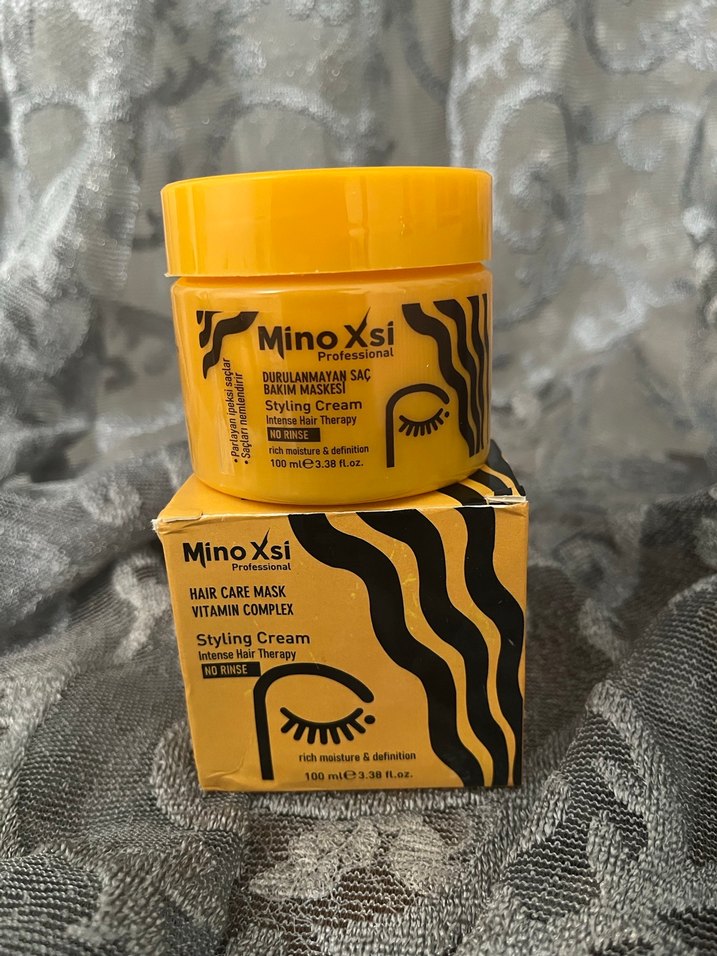 Mino Xsi
Professional
DURULANMAYAN SAÇ
BAKIM MASKESİ
Styling Cream
Intense Hair Therapy
NO RINSE
rich moisture & definition
100 ml ℮ 3.38 fl.oz.
• Parlayan ipeksi saçlar
• Saçları nemlendirir
Mino Xsi
Professional
HAIR CARE MASK
VITAMIN COMPLEX
Styling Cream
Intense Hair Therapy
NO RINSE
rich moisture & definition
100 ml ℮ 3.38 fl.oz.